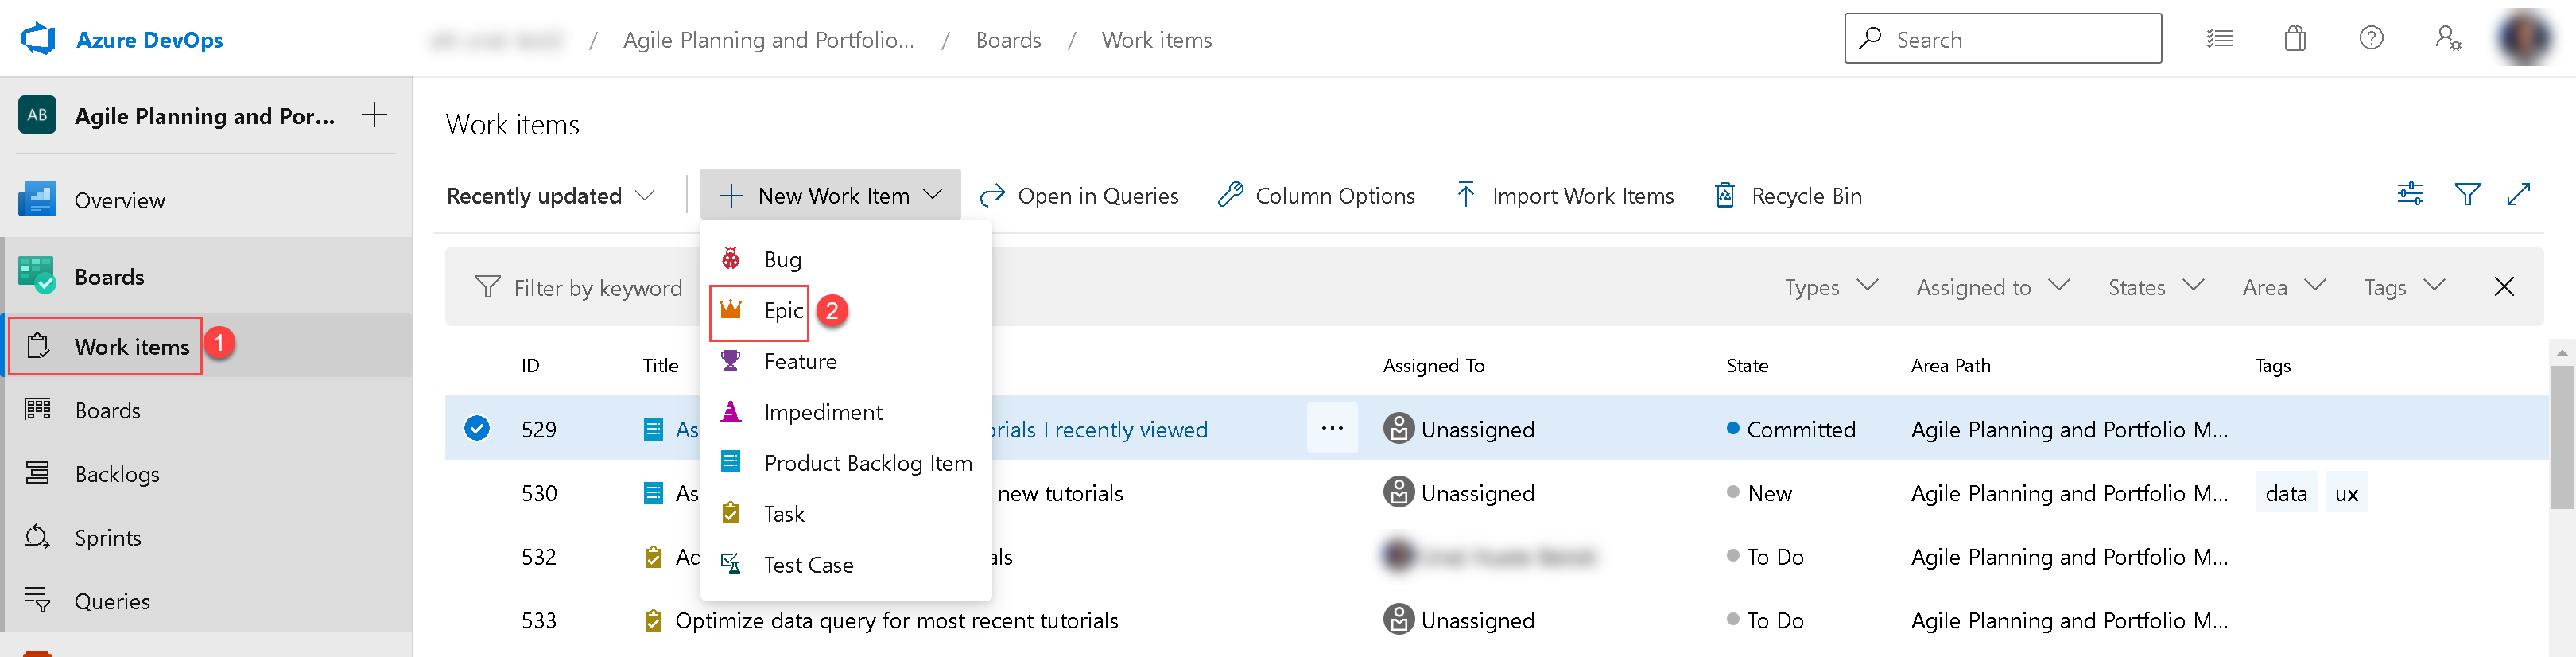 Azure DevOps / Agile Planning and Portfolio... / Boards / Work items Search
AB Agile Planning and Por...
Overview
Boards
Work items 1
Boards
Backlogs
Sprints
Queries
Work items
Recently updated New Work Item Open in Queries Column Options Import Work Items Recycle Bin
Bug
Epic 2
Feature
Impediment
Product Backlog Item
Task
Test Case
Filter by keyword Types Assigned to States Area Tags
ID Title Assigned To State Area Path Tags
529 As rials I recently viewed ... Unassigned Committed Agile Planning and Portfolio M...
530 As new tutorials Unassigned New Agile Planning and Portfolio M... data ux
532 Ad als To Do Agile Planning and Portfolio M...
533 Optimize data query for most recent tutorials Unassigned To Do Agile Planning and Portfolio M...